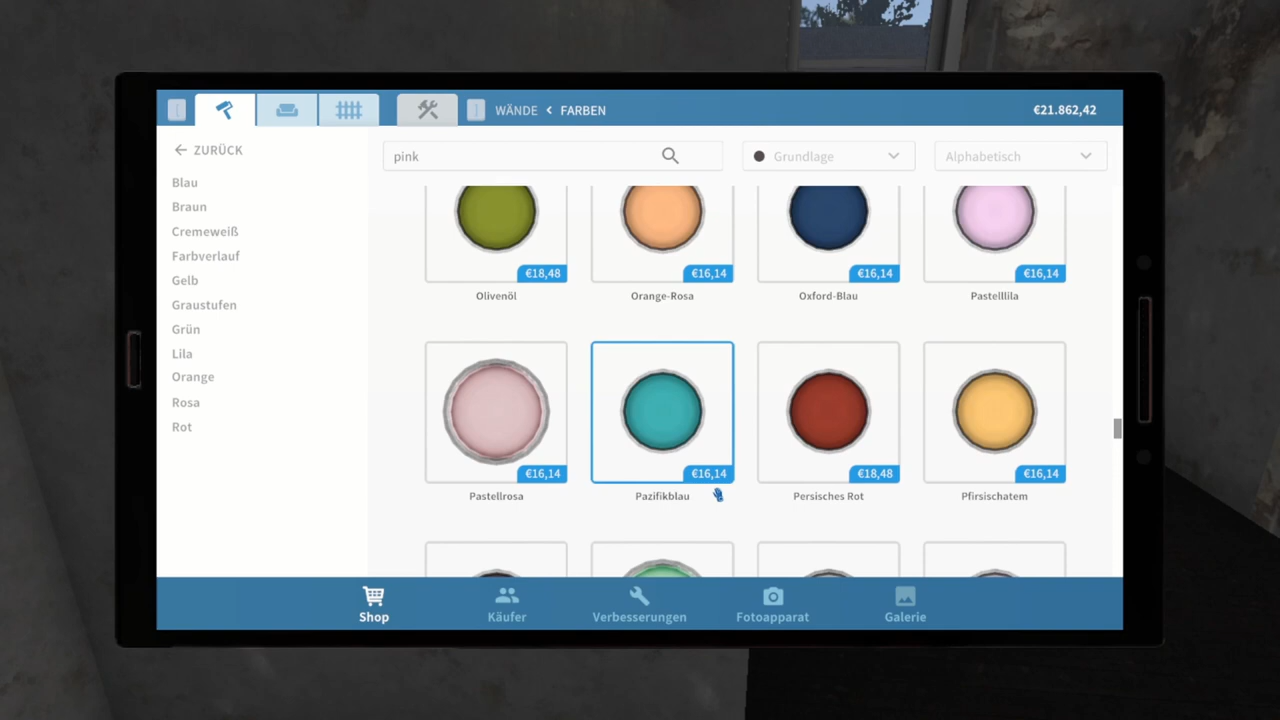 WÄNDE < FARBEN
€21.862,42
← ZURÜCK
pink
Grundlage
Alphabetisch
Blau
Braun
Cremeweiß
Farbverlauf
Gelb
Graustufen
Grün
Lila
Orange
Rosa
Rot
€18,48
€16,14
€16,14
€16,14
Olivenöl
Orange-Rosa
Oxford-Blau
Pastelllila
€16,14
€16,14
€18,48
€16,14
Pastellrosa
Pazifikblau
Persisches Rot
Pfirsischatem
Shop
Käufer
Verbesserungen
Fotoapparat
Galerie